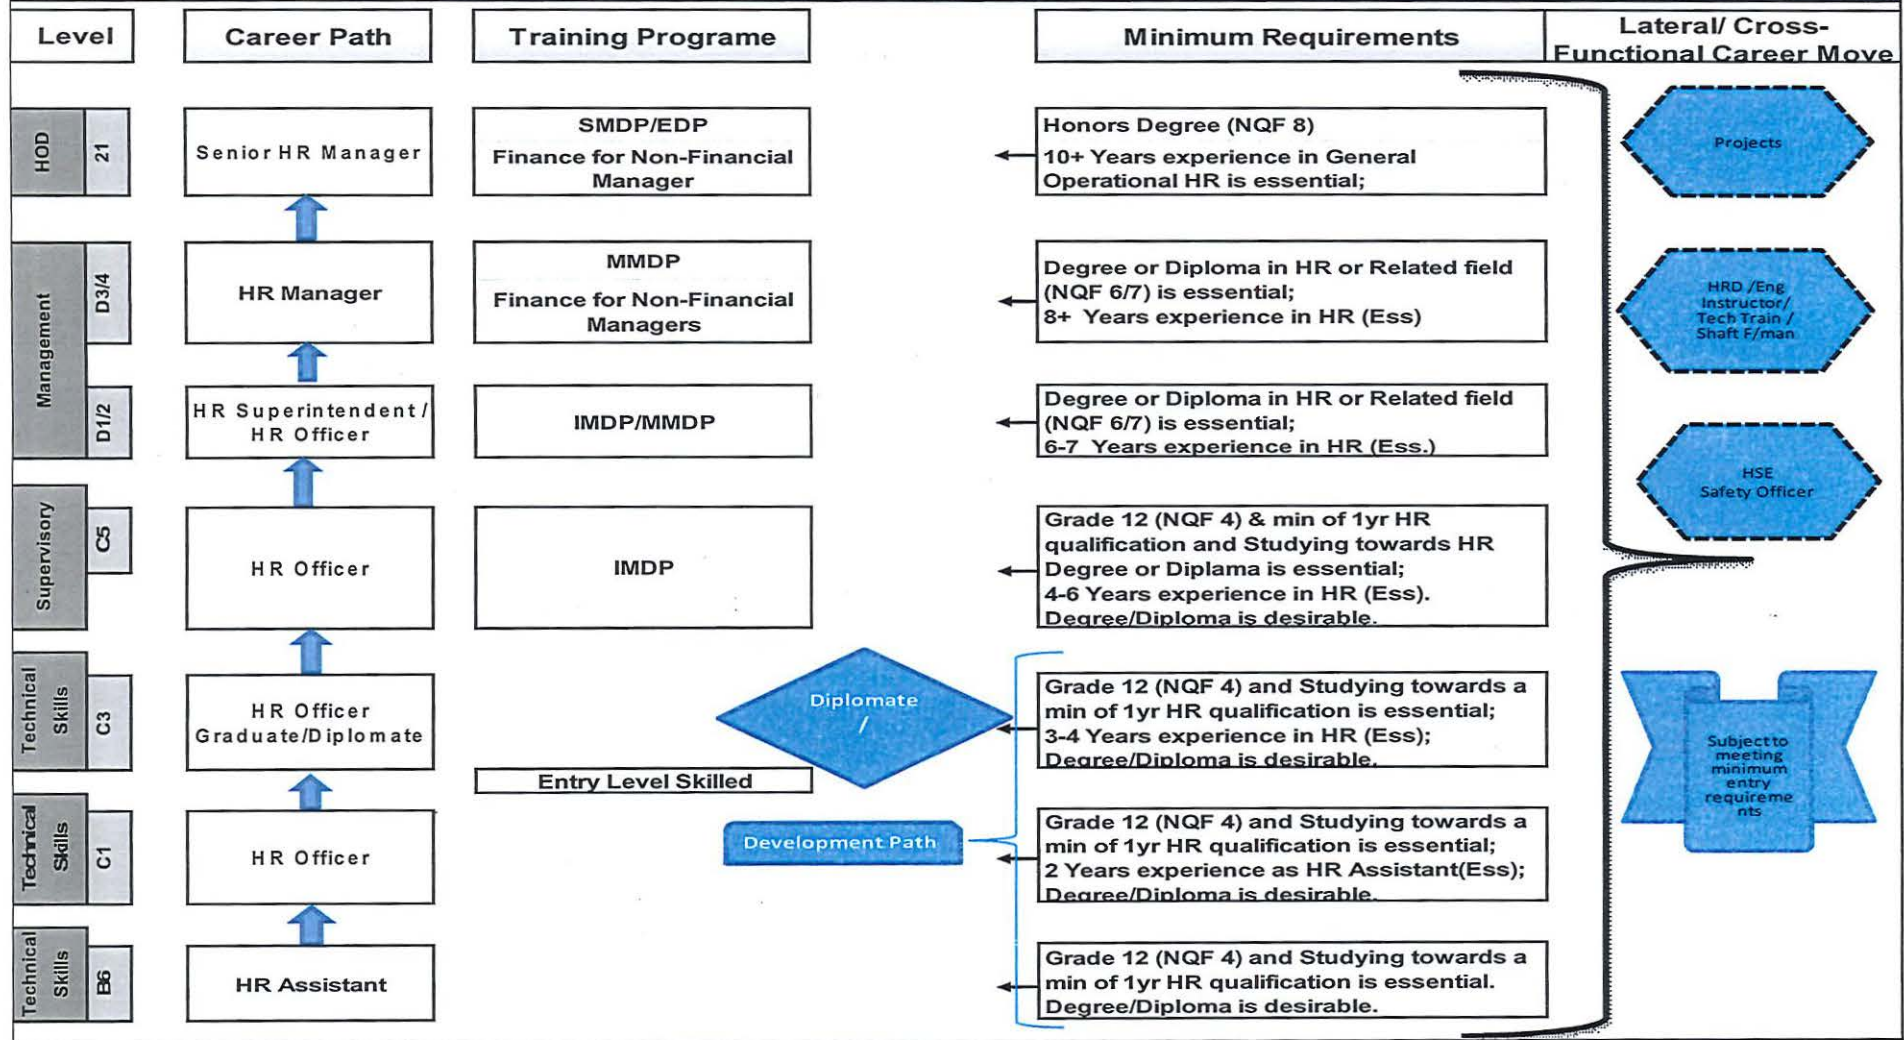 Level
Career Path
Training Programe
Minimum Requirements
Lateral/ Cross-
Functional Career Move
HOD
21
Senior HR Manager
SMDP/EDP
Finance for Non-Financial
Manager
Honors Degree (NQF 8)
10+ Years experience in General
Operational HR is essential;
Projects
Management
D3/4
HR Manager
MMDP
Finance for Non-Financial
Managers
Degree or Diploma in HR or Related field
(NQF 6/7) is essential;
8+ Years experience in HR (Ess)
HRD /Eng
Instructor/
Tech Train /
Shaft F/man
D1/2
HR Superintendent /
HR Officer
IMDP/MMDP
Degree or Diploma in HR or Related field
(NQF 6/7) is essential;
6-7 Years experience in HR (Ess.)
HSE
Safety Officer
Supervisory
C5
HR Officer
IMDP
Grade 12 (NQF 4) & min of 1yr HR
qualification and Studying towards HR
Degree or Diplama is essential;
4-6 Years experience in HR (Ess).
Degree/Diploma is desirable.
Technical
Skills
C3
HR Officer
Graduate/Diplomate
Diplomate
/
Entry Level Skilled
Grade 12 (NQF 4) and Studying towards a
min of 1yr HR qualification is essential;
3-4 Years experience in HR (Ess);
Degree/Diploma is desirable.
Subject to
meeting
minimum
entry
requireme
nts
Technical
Skills
C1
HR Officer
Development Path
Grade 12 (NQF 4) and Studying towards a
min of 1yr HR qualification is essential;
2 Years experience as HR Assistant(Ess);
Degree/Diploma is desirable.
Technical
Skills
B6
HR Assistant
Grade 12 (NQF 4) and Studying towards a
min of 1yr HR qualification is essential.
Degree/Diploma is desirable.